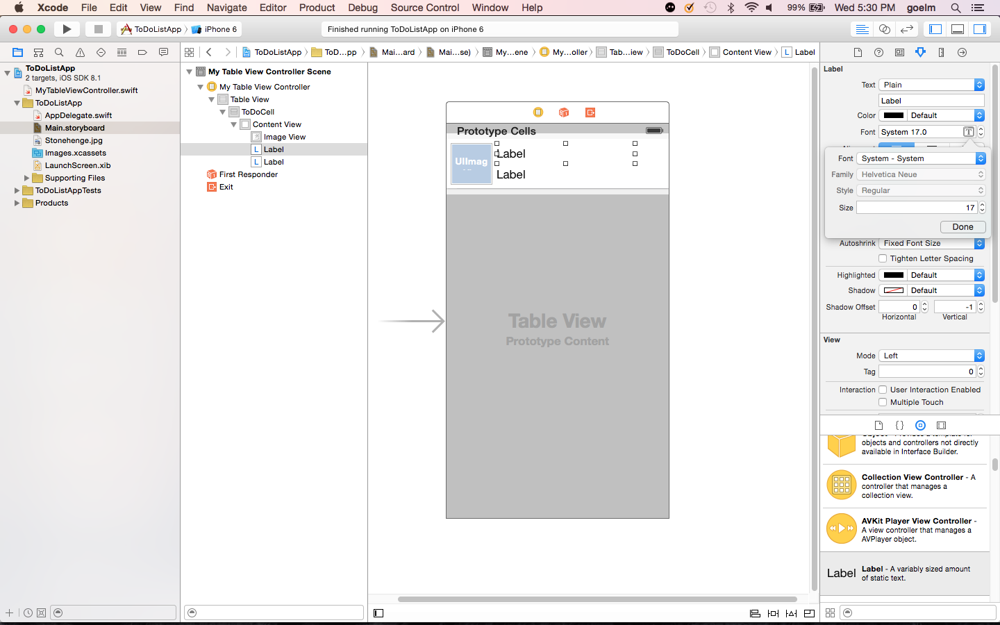 Xcode File Edit View Find Navigate Editor Product Debug Source Control Window Help 99% Wed 5:30 PM goelm
ToDoListApp iPhone 6 Finished running ToDoListApp on iPhone 6
ToDoListApp ToD...pp Mai...ard Mai...se) My...ene My...oller Tab...iew ToDoCell Content View L Label
ToDoListApp
2 targets, iOS SDK 8.1
MyTableViewController.swift
ToDoListApp
AppDelegate.swift
Main.storyboard
Stonehenge.jpg
Images.xcassets
LaunchScreen.xib
Supporting Files
ToDoListAppTests
Products
My Table View Controller Scene
My Table View Controller
Table View
ToDoCell
Content View
Image View
L Label
L Label
First Responder
Exit
Prototype Cells
UIImag
Label
Label
Table View
Prototype Content
Label
Text Plain
Label
Color Default
Font System 17.0 T
Font System - System
Family Helvetica Neue
Style Regular
Size 17
Done
Autoshrink Fixed Font Size
Tighten Letter Spacing
Highlighted Default
Shadow Default
Shadow Offset 0 -1
Horizontal Vertical
View
Mode Left
Tag 0
Interaction User Interaction Enabled
Multiple Touch
{}
objects and controllers not directly
available in Interface Builder.
Collection View Controller - A
controller that manages a
collection view.
AVKit Player View Controller -
A view controller that manages a
AVPlayer object.
Label
Label - A variably sized amount
of static text.